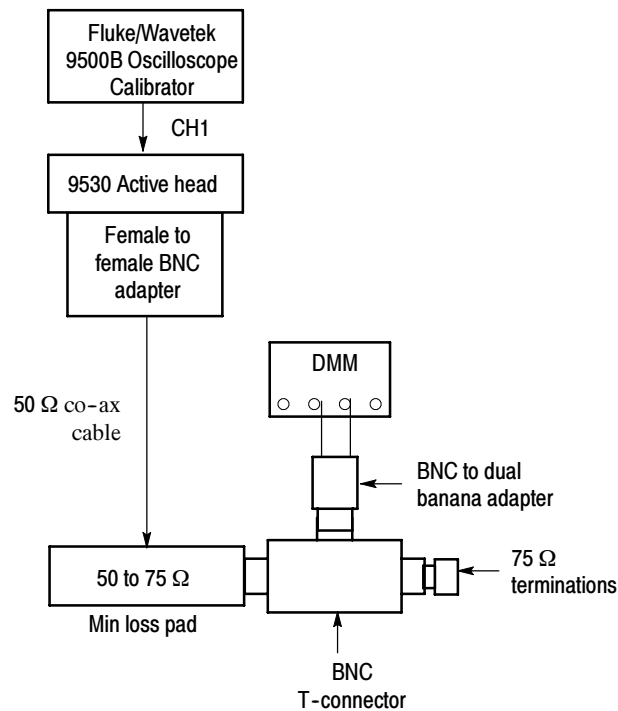 Fluke/Wavetek
9500B Oscilloscope
Calibrator
CH1
9530 Active head
Female to
female BNC
adapter
DMM
50 Ω co-ax
cable
BNC to dual
banana adapter
50 to 75 Ω
75 Ω
terminations
Min loss pad
BNC
T-connector